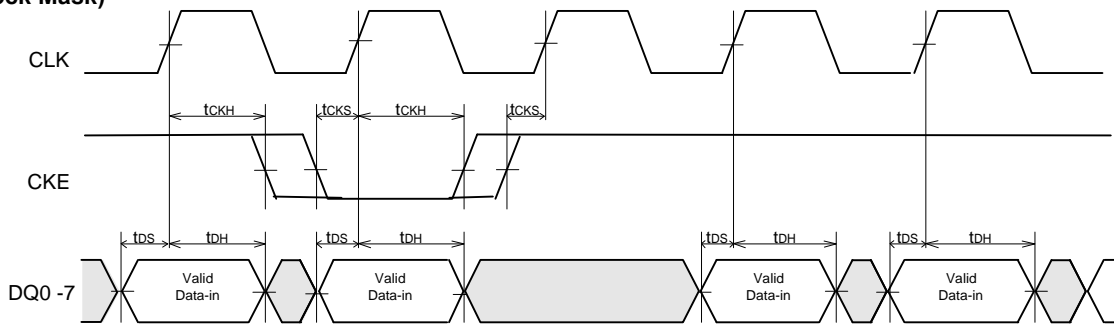 ck Mask)
CLK
tCKH tCKS tCKH tCKS
CKE
tDS tDH tDS tDH tDS tDH tDS tDH
DQ0 -7
Valid Data-in
Valid Data-in
Valid Data-in
Valid Data-in